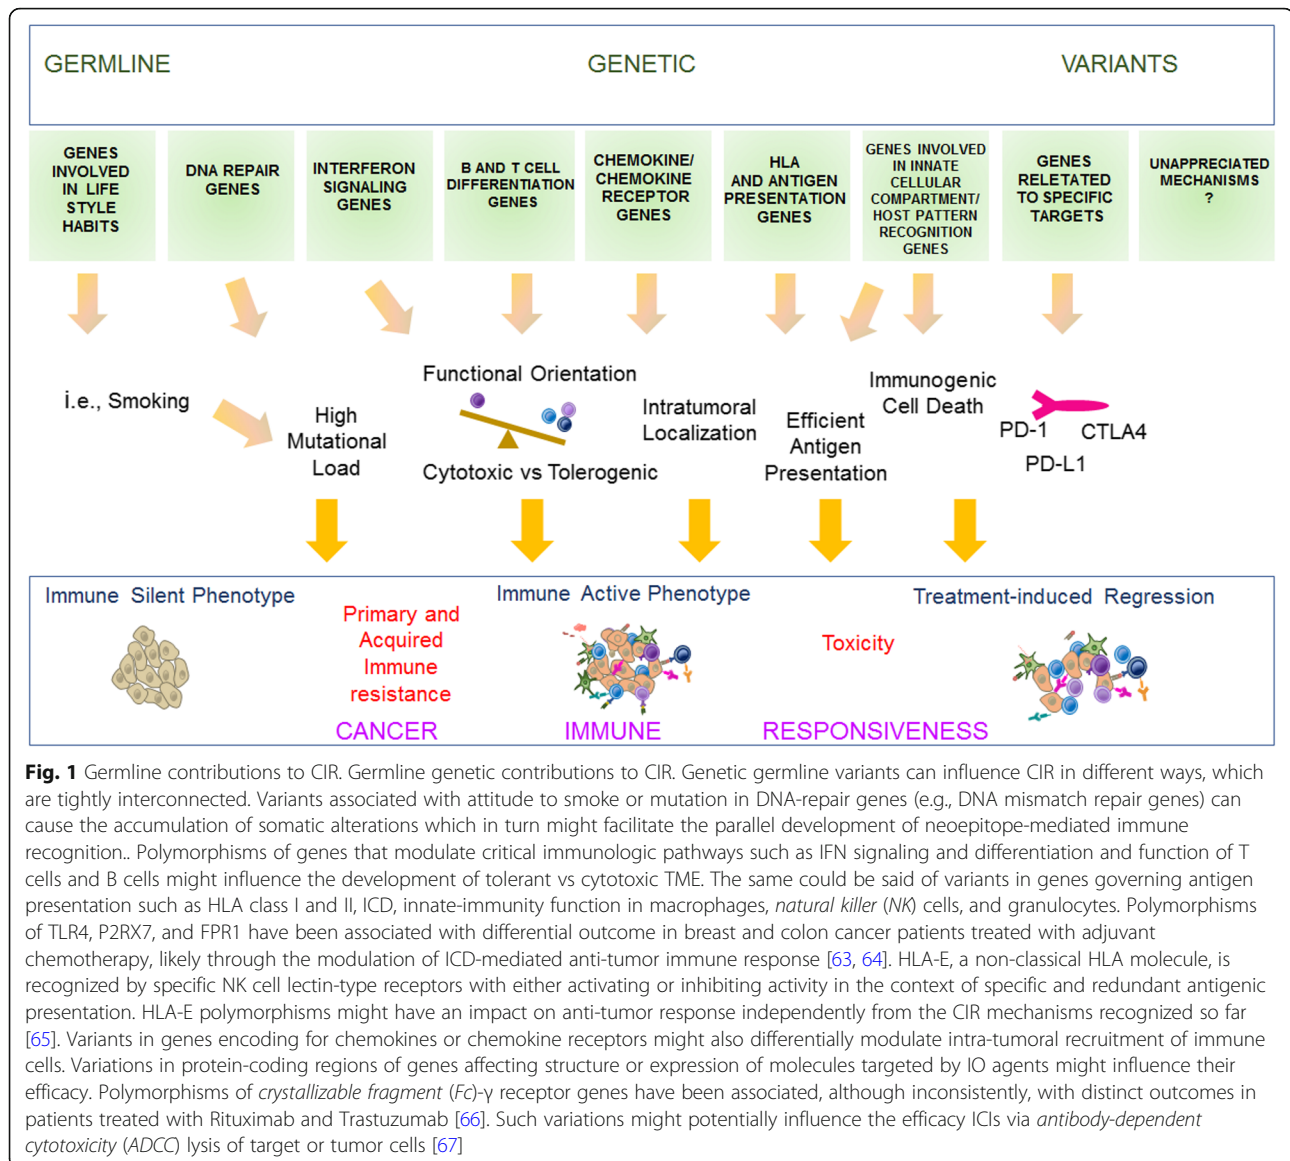 GERMLINE GENETIC VARIANTS
GENES
INVOLVED
IN LIFE
STYLE
HABITS
DNA REPAIR
GENES
INTERFERON
SIGNALING
GENES
B AND T CELL
DIFFERENTIATION
GENES
CHEMOKINE/
CHEMOKINE
RECEPTOR
GENES
HLA
AND ANTIGEN
PRESENTATION
GENES
GENES INVOLVED
IN INNATE
CELLULAR
COMPARTMENT/
HOST PATTERN
RECOGNITION
GENES
GENES
RELETATED
TO SPECIFIC
TARGETS
UNAPPRECIATED
MECHANISMS
?
i.e., Smoking
High
Mutational
Load
Functional Orientation
Cytotoxic vs Tolerogenic
Intratumoral
Localization
Efficient
Antigen
Presentation
Immunogenic
Cell Death
PD-1
CTLA4
PD-L1
Immune Silent Phenotype
Primary and
Acquired
Immune
resistance
Immune Active Phenotype
Toxicity
Treatment-induced Regression
CANCER IMMUNE RESPONSIVENESS
Fig. 1 Germline contributions to CIR. Germline genetic contributions to CIR. Genetic germline variants can influence CIR in different ways, which
are tightly interconnected. Variants associated with attitude to smoke or mutation in DNA-repair genes (e.g., DNA mismatch repair genes) can
cause the accumulation of somatic alterations which in turn might facilitate the parallel development of neoepitope-mediated immune
recognition.. Polymorphisms of genes that modulate critical immunologic pathways such as IFN signaling and differentiation and function of T
cells and B cells might influence the development of tolerant vs cytotoxic TME. The same could be said of variants in genes governing antigen
presentation such as HLA class I and II, ICD, innate-immunity function in macrophages, natural killer (NK) cells, and granulocytes. Polymorphisms
of TLR4, P2RX7, and FPR1 have been associated with differential outcome in breast and colon cancer patients treated with adjuvant
chemotherapy, likely through the modulation of ICD-mediated anti-tumor immune response [63, 64]. HLA-E, a non-classical HLA molecule, is
recognized by specific NK cell lectin-type receptors with either activating or inhibiting activity in the context of specific and redundant antigenic
presentation. HLA-E polymorphisms might have an impact on anti-tumor response independently from the CIR mechanisms recognized so far
[65]. Variants in genes encoding for chemokines or chemokine receptors might also differentially modulate intra-tumoral recruitment of immune
cells. Variations in protein-coding regions of genes affecting structure or expression of molecules targeted by IO agents might influence their
efficacy. Polymorphisms of crystallizable fragment (Fc)-γ receptor genes have been associated, although inconsistently, with distinct outcomes in
patients treated with Rituximab and Trastuzumab [66]. Such variations might potentially influence the efficacy ICIs via antibody-dependent
cytotoxicity (ADCC) lysis of target or tumor cells [67]